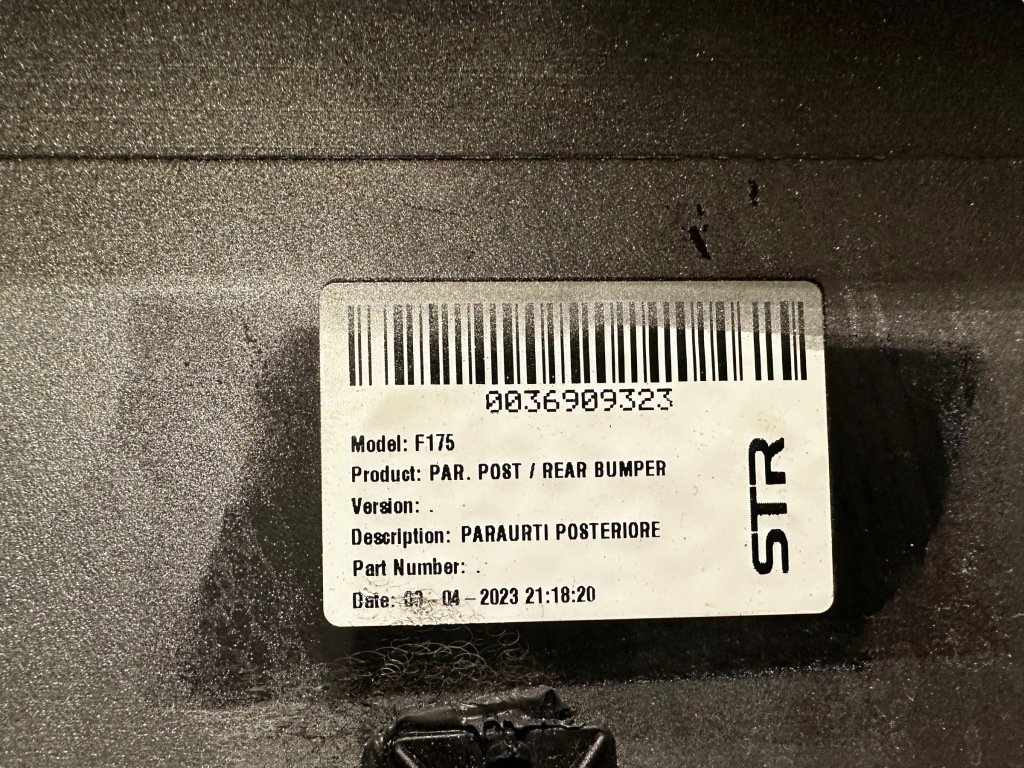 0036909323
Model: F175
Product: PAR. POST / REAR BUMPER
Version: .
Description: PARAURTI POSTERIORE
Part Number: .
Date: 04-2023 21:18:20
STR